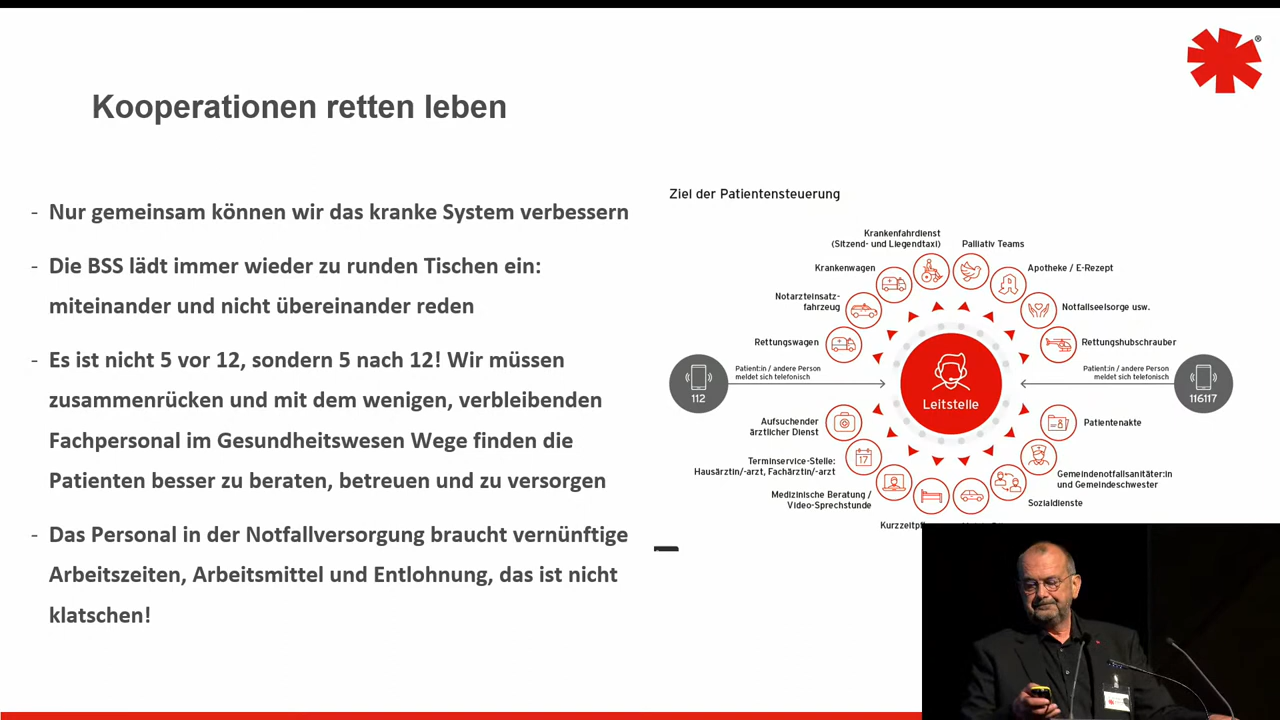 Kooperationen retten leben
- Nur gemeinsam können wir das kranke System verbessern
- Die BSS lädt immer wieder zu runden Tischen ein:
miteinander und nicht übereinander reden
- Es ist nicht 5 vor 12, sondern 5 nach 12! Wir müssen
zusammenrücken und mit dem wenigen, verbleibenden
Fachpersonal im Gesundheitswesen Wege finden die
Patienten besser zu beraten, betreuen und zu versorgen
- Das Personal in der Notfallversorgung braucht vernünftige
Arbeitszeiten, Arbeitsmittel und Entlohnung, das ist nicht
klatschen!
Ziel der Patientensteuerung
Krankenfahrdienst
(Sitzend- und Liegendtaxi)
Palliativ Teams
Krankenwagen
Apotheke / E-Rezept
Notarzteinsatz-
fahrzeug
Notfallseelsorge usw.
Rettungswagen
Rettungshubschrauber
Patient:in / andere Person
meldet sich telefonisch
Patient:in / andere Person
meldet sich telefonisch
112
Leitstelle
116117
Aufsuchender
ärztlicher Dienst
Patientenakte
Terminservice-Stelle:
Hausärztin/-arzt, Fachärztin/-arzt
17
Gemeindenotfallsanitäter:in
und Gemeindeschwester
Medizinische Beratung /
Video-Sprechstunde
Sozialdienste
®